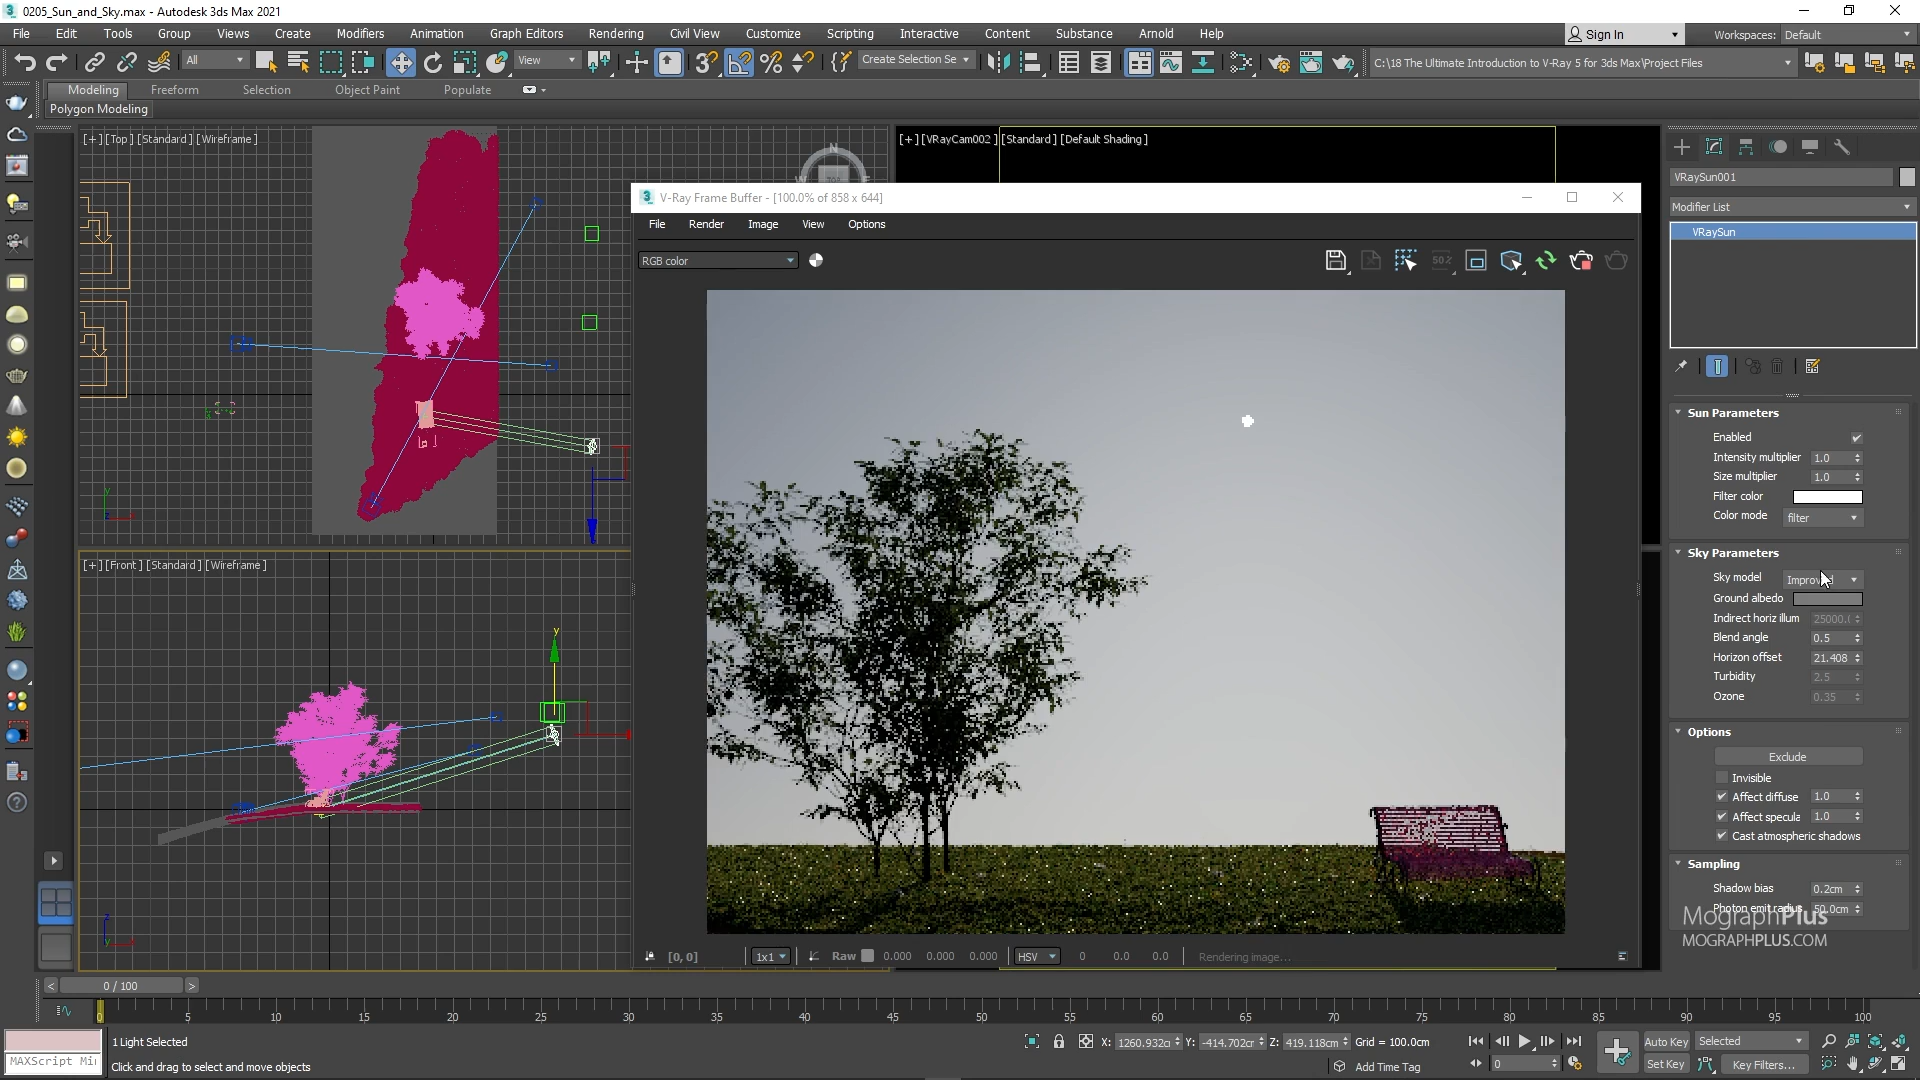 0205_Sun_and_Sky.max - Autodesk 3ds Max 2021
File Edit Tools Group Views Create Modifiers Animation Graph Editors Rendering Civil View Customize Scripting Interactive Content Substance Arnold Help
Sign In
Workspaces: Default
All
View
Create Selection Se
C:\18 The Ultimate Introduction to V-Ray 5 for 3ds Max\Project Files
Modeling Freeform Selection Object Paint Populate
Polygon Modeling
[+] [Top] [Standard] [Wireframe]
[+] [VRayCam002 ] [Standard] [Default Shading]
N
TOP
W
E
VRaySun001
Modifier List
VRaySun
V-Ray Frame Buffer - [100.0% of 858 x 644]
File Render Image View Options
RGB color
50%
Sun Parameters
Enabled
Intensity multiplier 1.0
Size multiplier 1.0
Filter color
Color mode filter
[+] [Front] [Standard] [Wireframe]
Sky Parameters
Sky model
Ground albedo
Indirect horiz illum 25000.(
Blend angle 0.5
Horizon offset 21.408
Turbidity 2.5
Ozone 0.35
Options
Exclude
Invisible
Affect diffuse 1.0
Affect specula 1.0
Cast atmospheric shadows
Sampling
Shadow bias 0.2cm
Photon emit radius 50.0cm
MographPlus
MOGRAPHPLUS.COM
[0, 0]
1x1
Raw 0.000 0.000 0.000
HSV 0 0.0 0.0
Rendering image...
y
z
x
< 0 / 100 >
0 5 10 15 20 25 30 35 40 45 50 55 60 65 70 75 80 85 90 95 100
1 Light Selected
MAXScript Mi
Click and drag to select and move objects
X: 1260.932c Y: -414.702cr Z: 419.118cm Grid = 100.0cm
Add Time Tag
0
Auto Key Selected
Set Key Key Filters...